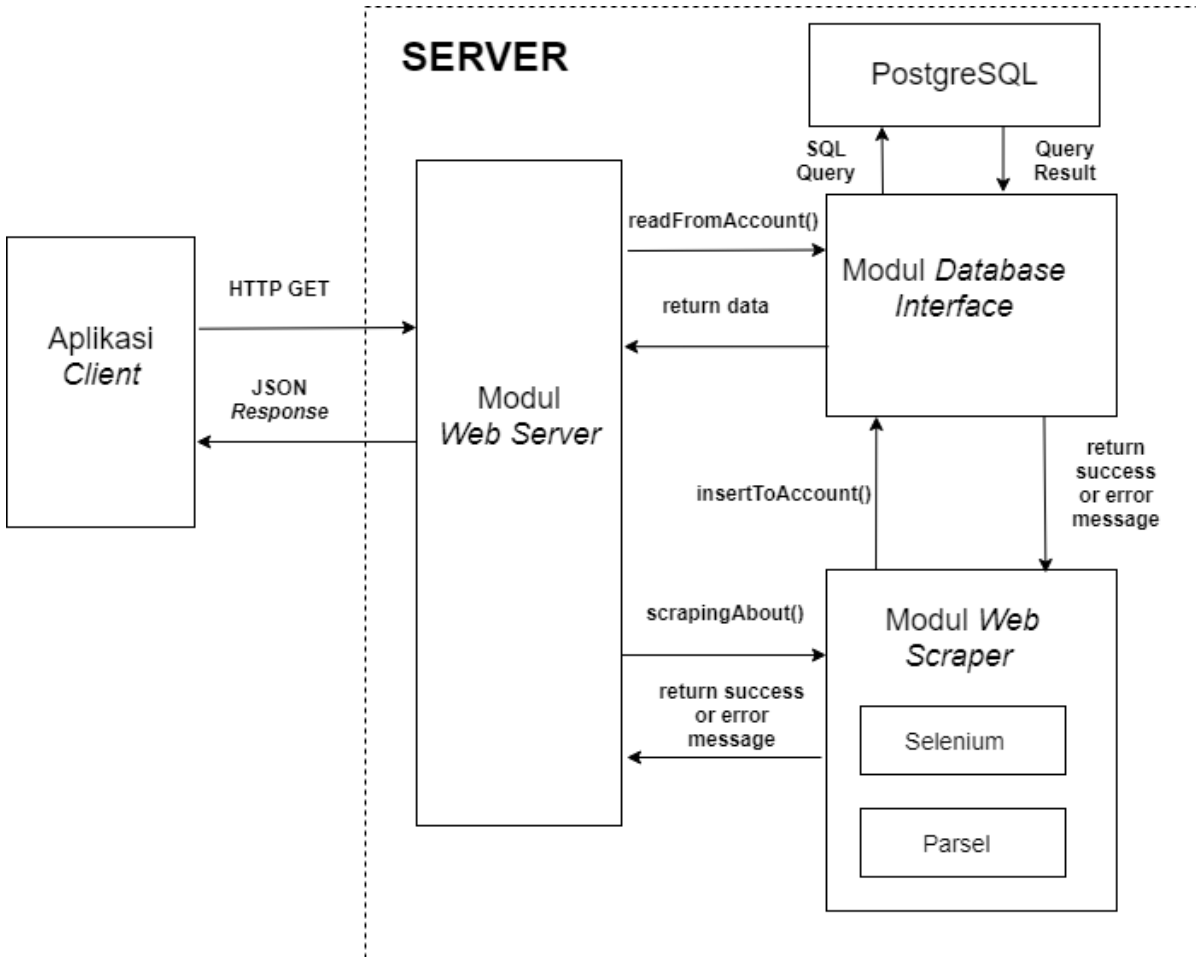 SERVER
PostgreSQL
SQL
Query
Query
Result
readFromAccount()
Modul Database
Interface
HTTP GET
return data
Aplikasi
Client
JSON
Response
Modul
Web Server
insertToAccount()
return
success
or error
message
scrapingAbout()
Modul Web
Scraper
return success
or error
message
Selenium
Parsel